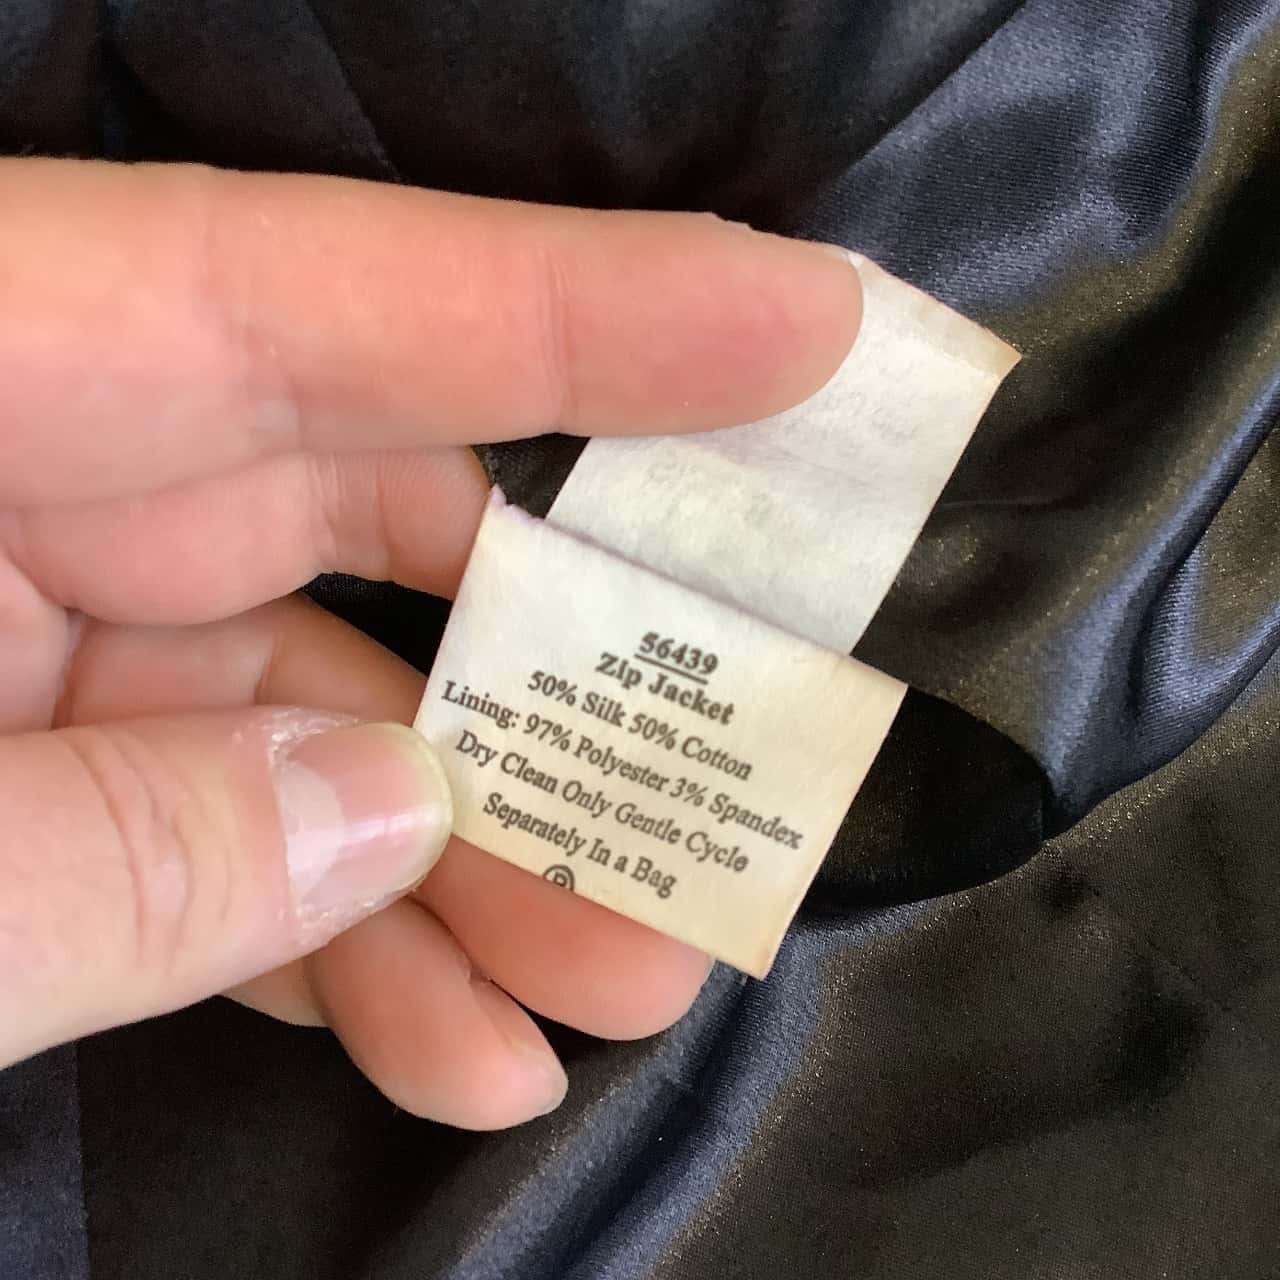 56439
Zip Jacket
50% Silk 50% Cotton
Lining: 97% Polyester 3% Spandex
Dry Clean Only Gentle Cycle
Separately In a Bag
P